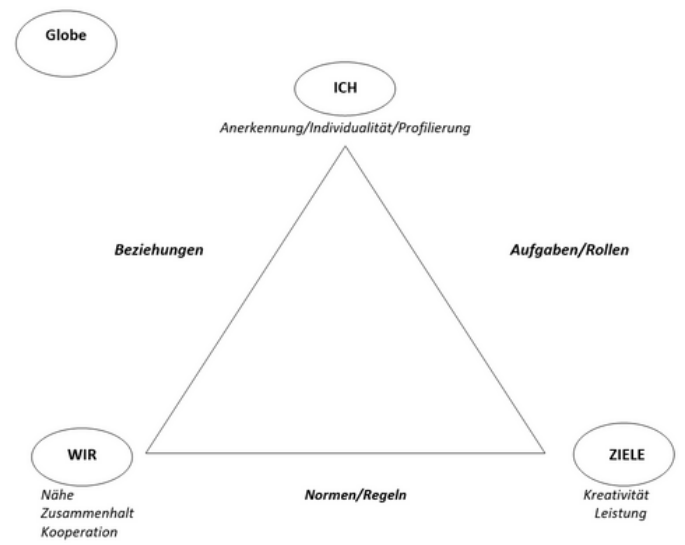 Globe
ICH
Anerkennung/Individualität/Profilierung
Beziehungen
Aufgaben/Rollen
WIR
ZIELE
Nähe
Zusammenhalt
Kooperation
Normen/Regeln
Kreativität
Leistung